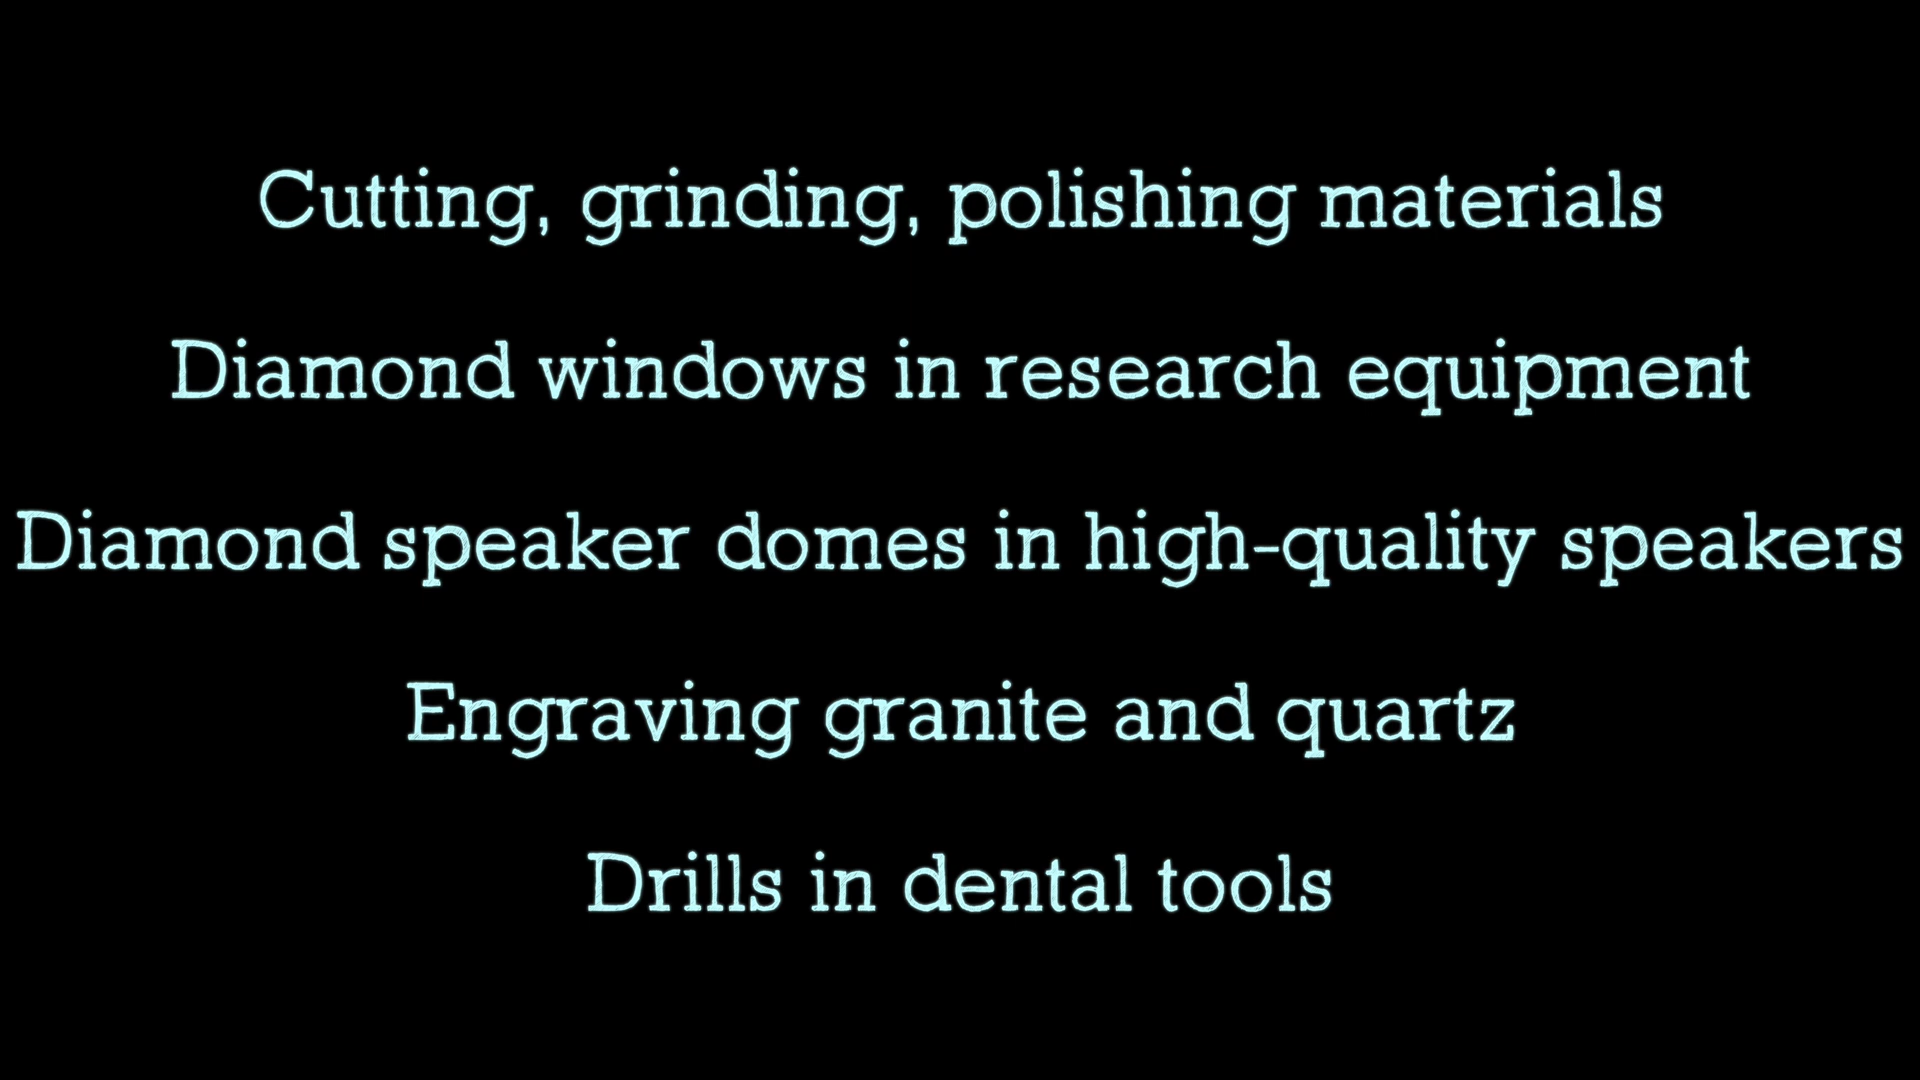 Cutting, grinding, polishing materials
Diamond windows in research equipment
Diamond speaker domes in high-quality speakers
Engraving granite and quartz
Drills in dental tools